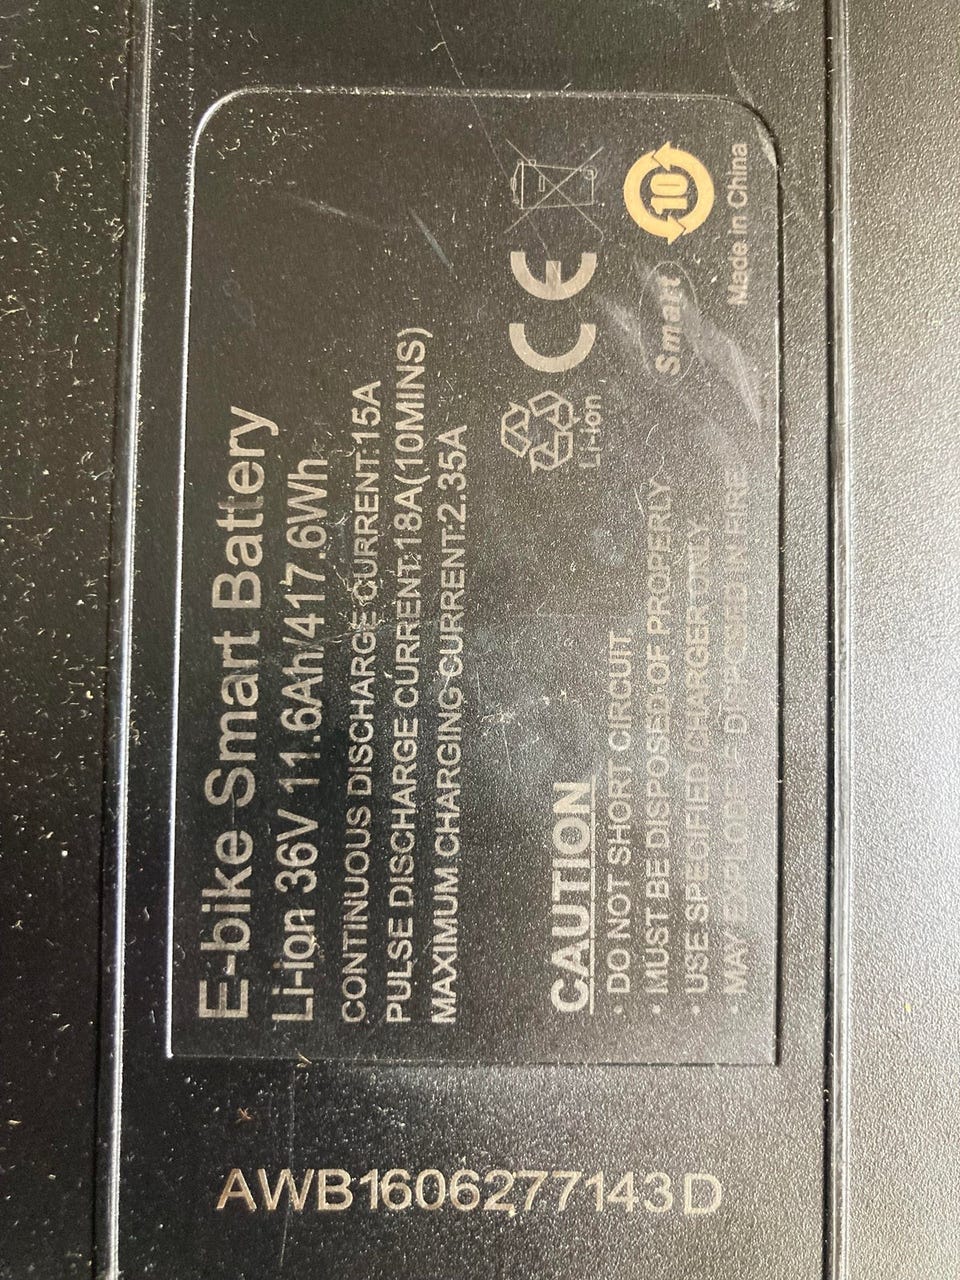 E-bike Smart Battery
Li-ion 36V 11.6Ah/417.6Wh
CONTINUOUS DISCHARGE CURRENT:15A
PULSE DISCHARGE CURRENT:18A(10MINS)
MAXIMUM CHARGING CURRENT:2.35A
Li-ion
CE
Smart
10
Made in China
CAUTION
· DO NOT SHORT CIRCUIT
· MUST BE DISPOSED OF PROPERLY
· USE SPECIFIED CHARGER ONLY
· MAY EXPLODE IF DISPOSED IN FIRE
AWB1606277143D